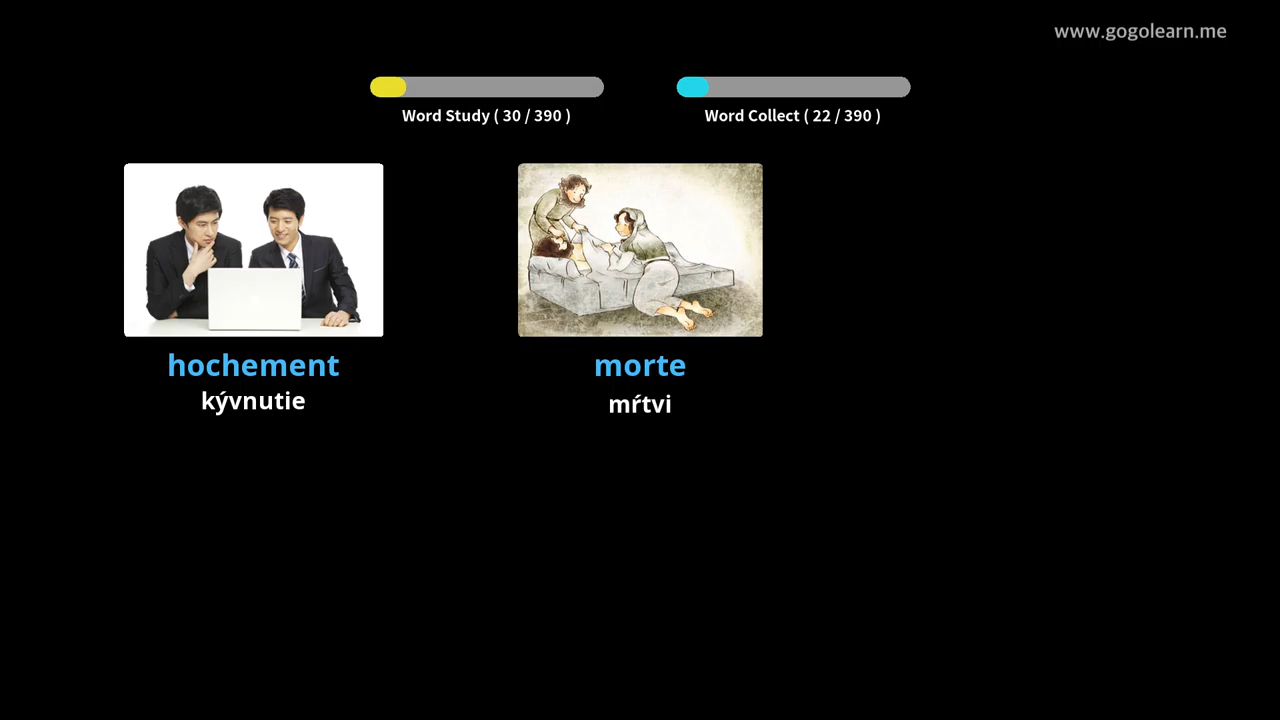 www.gogolearn.me
Word Study ( 30 / 390 )
Word Collect ( 22 / 390 )
hochement
kývnutie
morte
mŕtvi